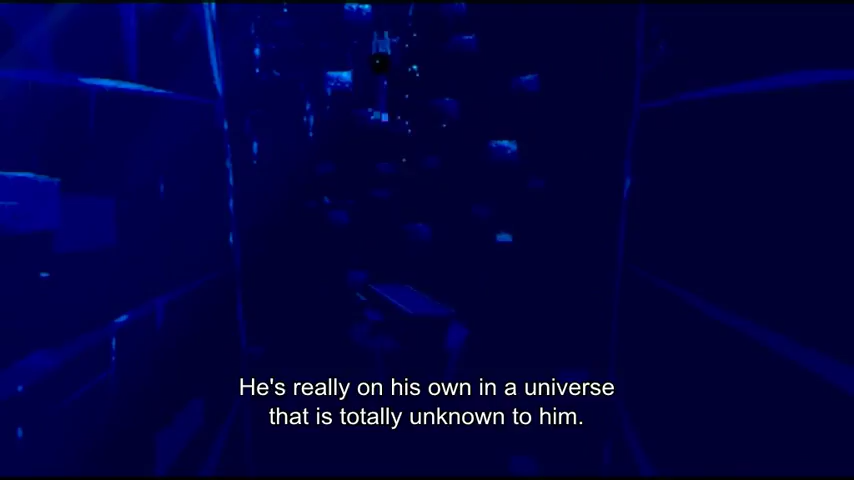 He's really on his own in a universe
that is totally unknown to him.